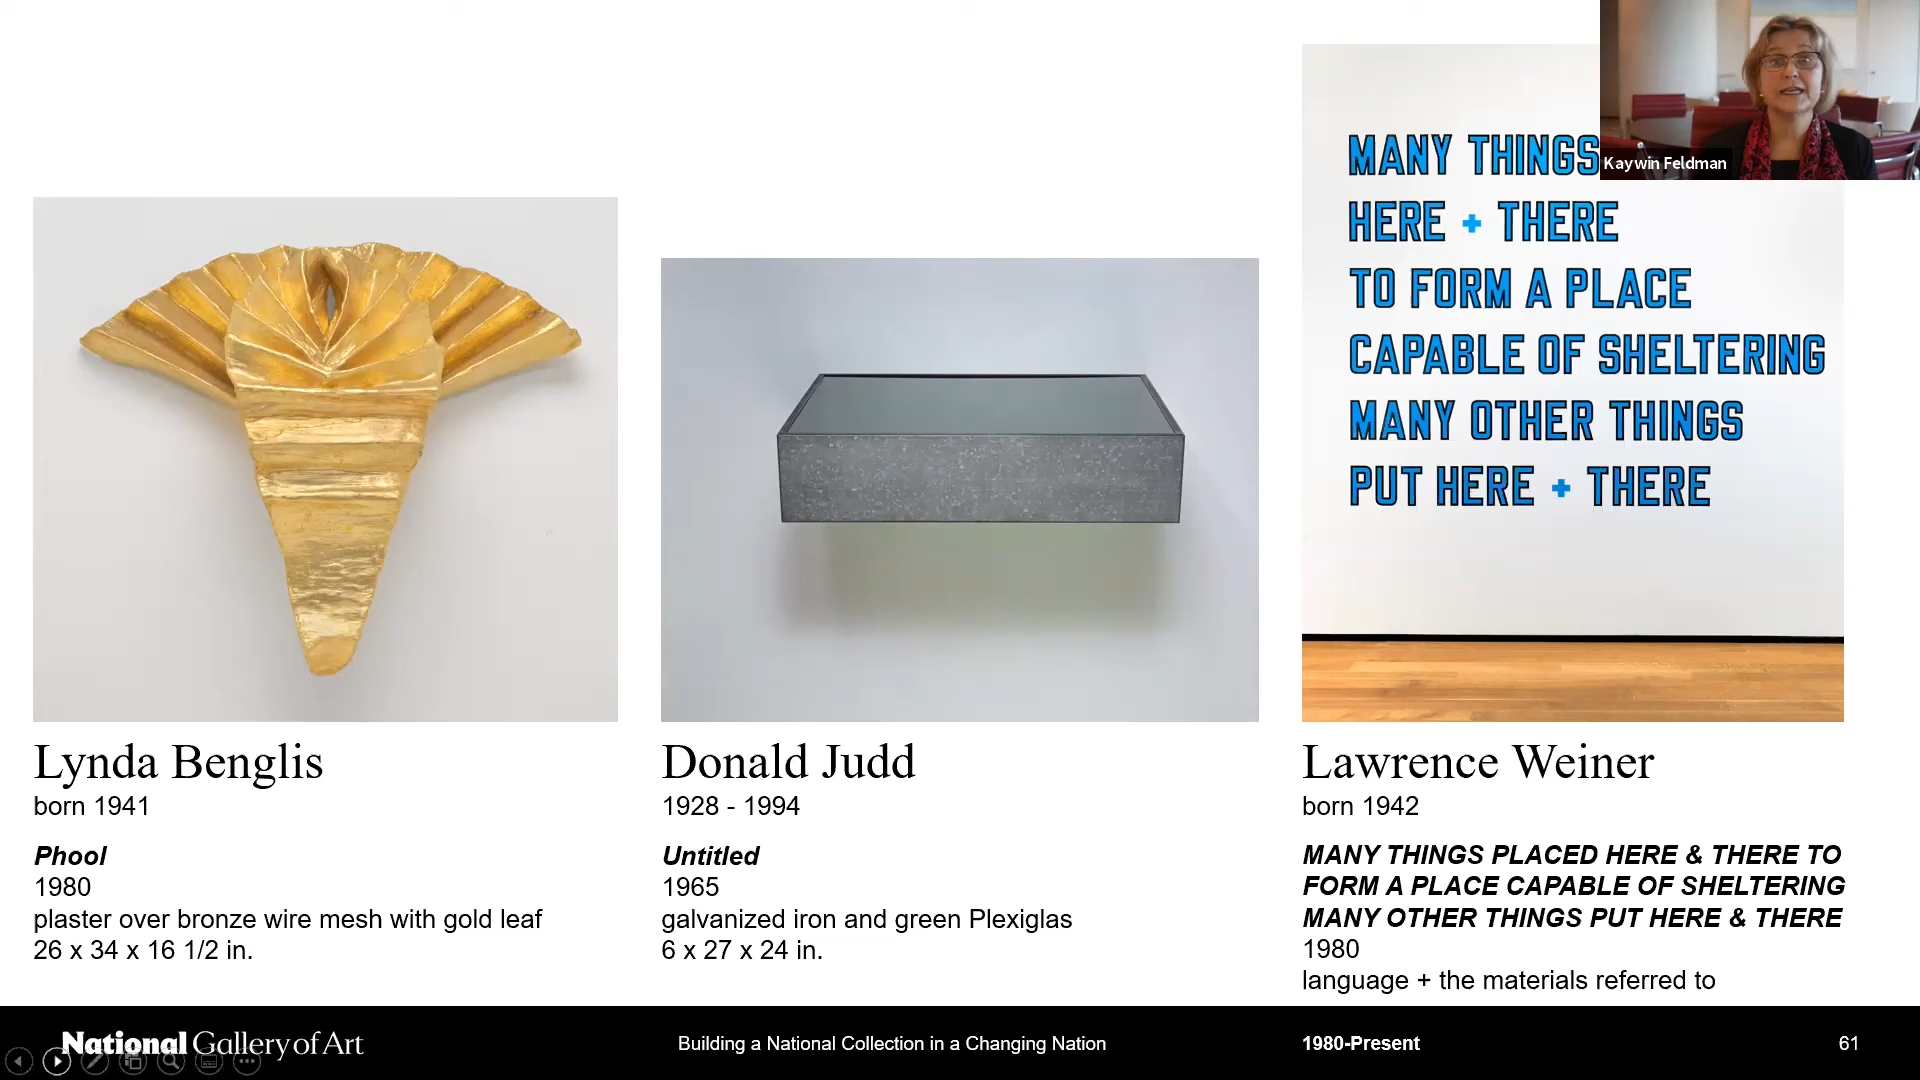 MANY THINGS
HERE + THERE
TO FORM A PLACE
CAPABLE OF SHELTERING
MANY OTHER THINGS
PUT HERE + THERE
Kaywin Feldman
Lynda Benglis
born 1941
Phool
1980
plaster over bronze wire mesh with gold leaf
26 x 34 x 16 1/2 in.
Donald Judd
1928 - 1994
Untitled
1965
galvanized iron and green Plexiglas
6 x 27 x 24 in.
Lawrence Weiner
born 1942
MANY THINGS PLACED HERE & THERE TO
FORM A PLACE CAPABLE OF SHELTERING
MANY OTHER THINGS PUT HERE & THERE
1980
language + the materials referred to
National Gallery of Art
Building a National Collection in a Changing Nation
1980-Present
61